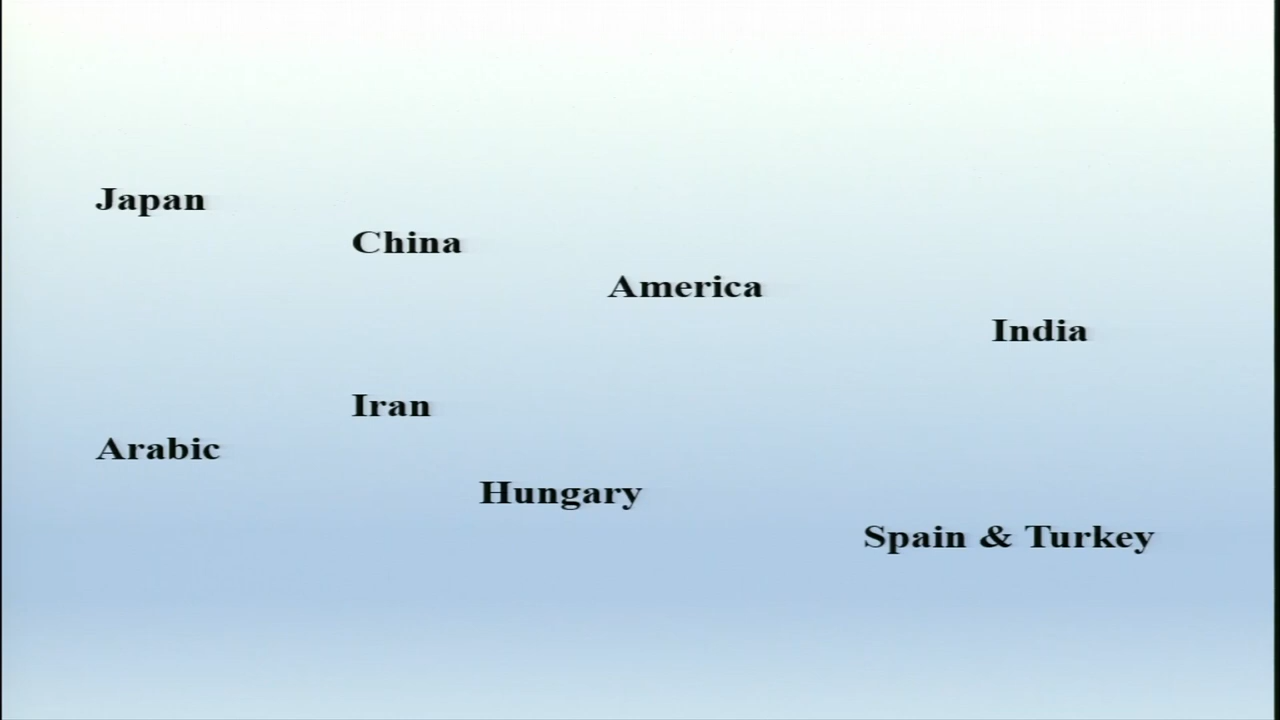 Japan
China
America
India
Iran
Arabic
Hungary
Spain & Turkey